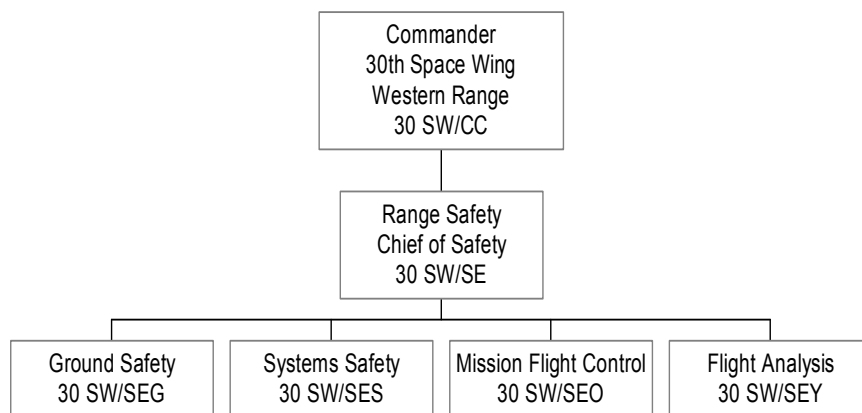 Commander
30th Space Wing
Western Range
30 SW/CC
Range Safety
Chief of Safety
30 SW/SE
Ground Safety
30 SW/SEG
Systems Safety
30 SW/SES
Mission Flight Control
30 SW/SEO
Flight Analysis
30 SW/SEY